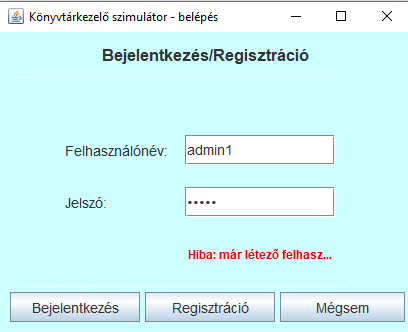 Könyvtárkezelő szimulátor - belépés
Bejelentkezés/Regisztráció
Felhasználónév: admin1
Jelszó: •••••
Hiba: már létező felhasz...
Bejelentkezés Regisztráció Mégsem